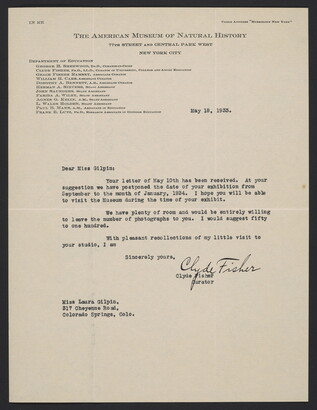 THE AMERICAN MUSEUM OF NATURAL HISTORY
77TH STREET AND CENTRAL PARK WEST
NEW YORK CITY
DEPARTMENT OF EDUCATION
May 16, 1933.
Dear Miss Gilpin:
Your letter of May 10th has been received. At your
suggestion we have postponed the date of your exhibition from
September to the month of January, 1934. I hope you will be able
to visit the Museum during the time of your exhibit.
We have plenty of room and would be entirely willing
to leave the number of photographs to you. I would suggest fifty
to one hundred.
With pleasant recollections of my little visit to
your studio, I am
Sincerely yours,
Clyde Fisher
Clyde Fisher
Curator
Miss Laura Gilpin,
317 Cheyenne Road,
Colorado Springs, Colo.